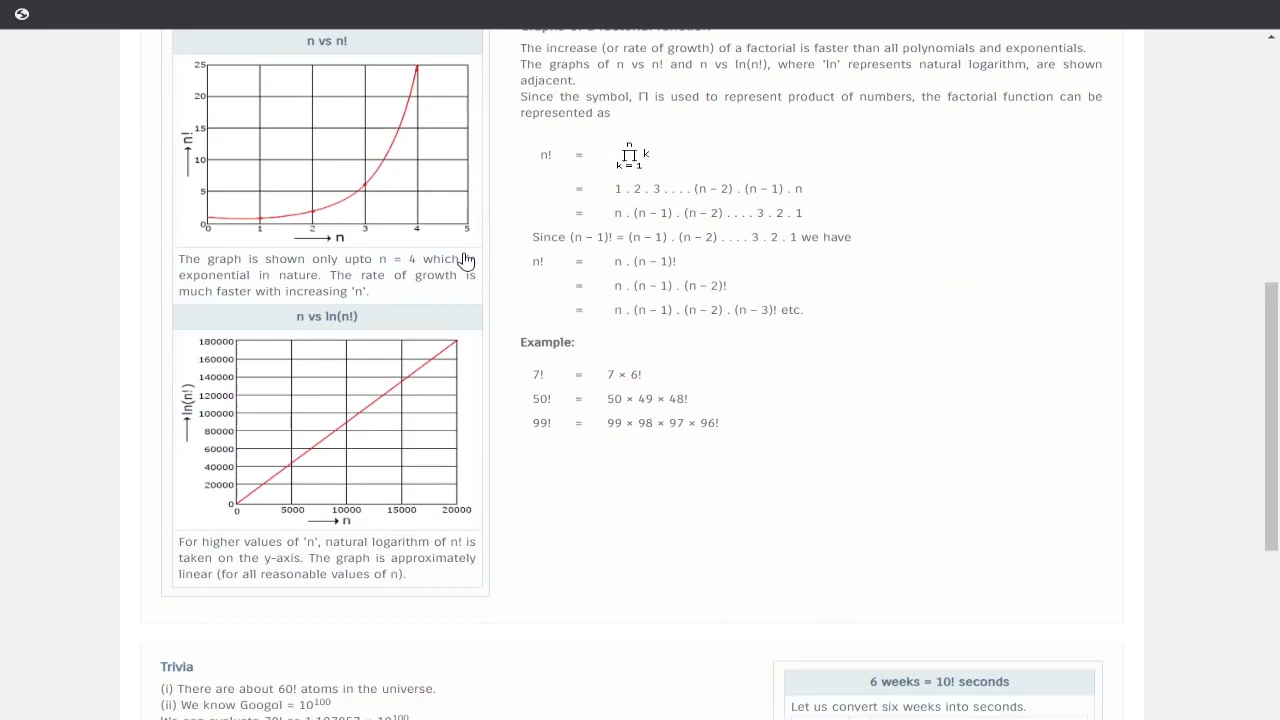 n vs n!
25
20
15
10
5
0
n!
0 1 2 3 4 5
n
The graph is shown only upto n = 4 which is
exponential in nature. The rate of growth is
much faster with increasing 'n'.
n vs ln(n!)
180000
160000
140000
120000
100000
80000
60000
40000
20000
0
ln(n!)
0 5000 10000 15000 20000
n
For higher values of 'n', natural logarithm of n! is
taken on the y-axis. The graph is approximately
linear (for all reasonable values of n).
The increase (or rate of growth) of a factorial is faster than all polynomials and exponentials.
The graphs of n vs n! and n vs ln(n!), where 'ln' represents natural logarithm, are shown
adjacent.
Since the symbol, Π is used to represent product of numbers, the factorial function can be
represented as
n
n! = Π k
k = 1
= 1 . 2 . 3 . . . . (n – 2) . (n – 1) . n
= n . (n – 1) . (n – 2) . . . . 3 . 2 . 1
Since (n – 1)! = (n – 1) . (n – 2) . . . . 3 . 2 . 1 we have
n! = n . (n – 1)!
= n . (n – 1) . (n – 2)!
= n . (n – 1) . (n – 2) . (n – 3)! etc.
Example:
7! = 7 × 6!
50! = 50 × 49 × 48!
99! = 99 × 98 × 97 × 96!
Trivia
(i) There are about 60! atoms in the universe.
(ii) We know Googol = 10¹⁰⁰
6 weeks = 10! seconds
Let us convert six weeks into seconds.